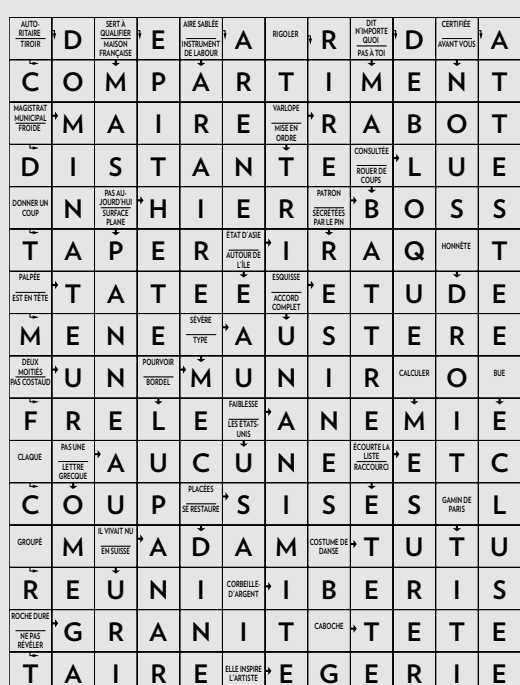 AUTO-RITAIRE TIROIR D SERT À QUALIFIER MAISON FRANÇAISE E AIRE SABLÉE INSTRUMENT DE LABOUR A RIGOLER R DIT N'IMPORTE QUOI PAS À TOI D CERTIFIÉE AVANT VOUS A
C O M P A R T I M E N T
MAGISTRAT MUNICIPAL FROIDE M A I R E VARLOPE MISE EN ORDRE R A B O T
D I S T A N T E CONSULTÉE ROUER DE COUPS L U E
DONNER UN COUP N PAS AU-JOURD'HUI SURFACE PLANE H I E R PATRON SÉCRÉTÉES PAR LE PIN B O S S
T A P E R ÉTAT D'ASIE AUTOUR DE L'ÎLE I R A Q HONNÊTE T
PALPÉE EST EN TÊTE T A T E E ESQUISSE ACCORD COMPLET E T U D E
M E N E SÉVÈRE TYPE A U S T E R E
DEUX MOITIÉS PAS COSTAUD U N POURVOIR BORDEL M U N I R CALCULER O BUE
F R E L E FAIBLESSE LES ÉTATS-UNIS A N E M I E
CLAQUE PAS UNE LETTRE GRECQUE A U C U N E ÉCOURTE LA LISTE RACCOURCI E T C
C O U P PLACÉES SE RESTAURE S I S E S GAMIN DE PARIS L
GROUPÉ M IL VIVAIT NU EN SUISSE A D A M COSTUME DE DANSE T U T U
R E U N I CORBEILLE-D'ARGENT I B E R I S
ROCHE DURE NE PAS RÉVÉLER G R A N I T CABOCHE T E T E
T A I R E ELLE INSPIRE L'ARTISTE E G E R I E